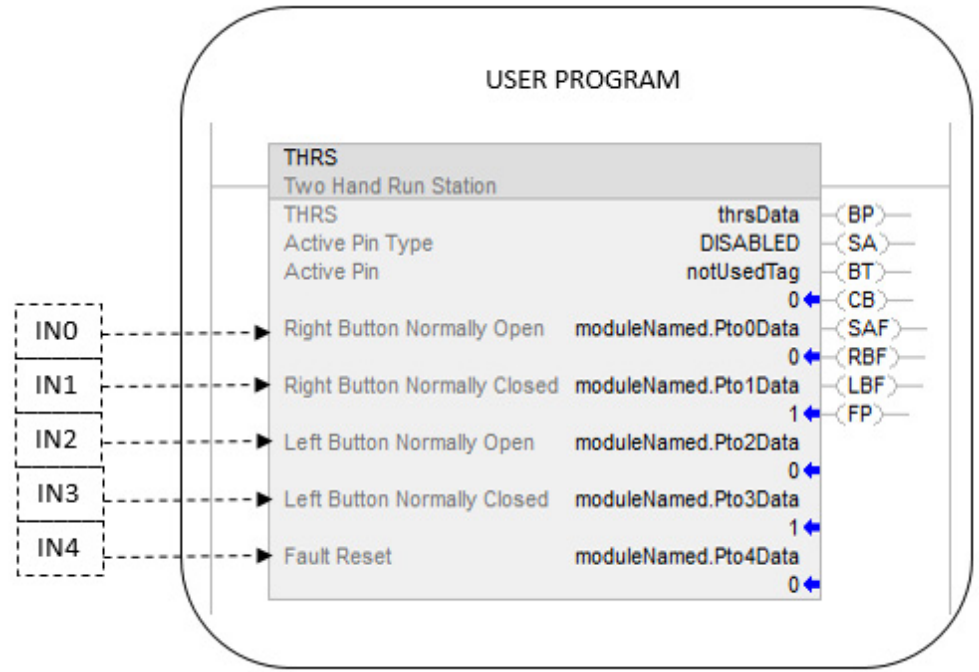 USER PROGRAM
THRS
Two Hand Run Station
THRS thrsData (BP)
Active Pin Type DISABLED (SA)
Active Pin notUsedTag (BT)
0 (CB)
IN0 Right Button Normally Open moduleNamed.Pto0Data (SAF)
0 (RBF)
IN1 Right Button Normally Closed moduleNamed.Pto1Data (LBF)
1 (FP)
IN2 Left Button Normally Open moduleNamed.Pto2Data
0
IN3 Left Button Normally Closed moduleNamed.Pto3Data
1
IN4 Fault Reset moduleNamed.Pto4Data
0